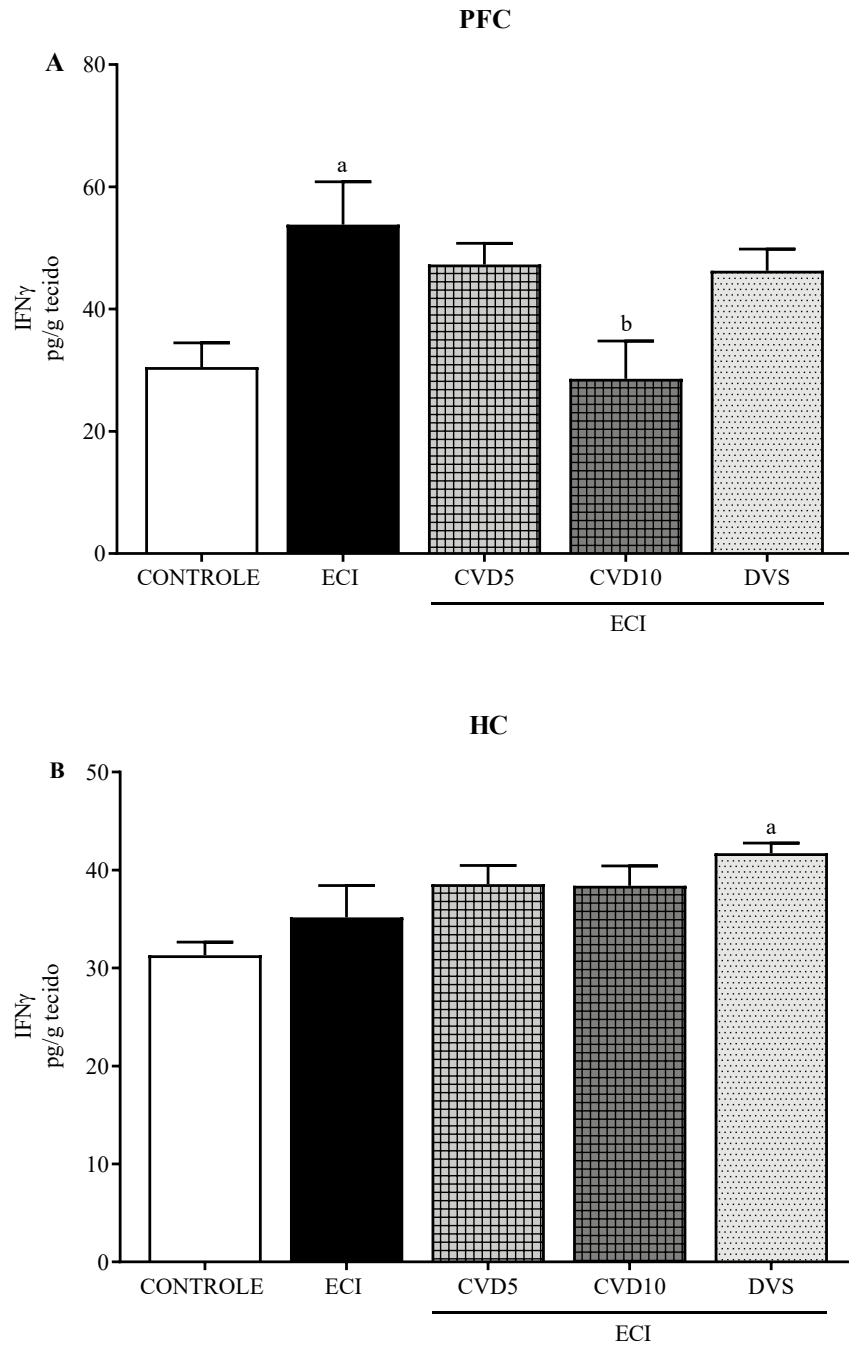 PFC
A
80
60
40
20
0
IFNγ
pg/g tecido
a
b
CONTROLE ECI CVD5 CVD10 DVS
ECI
HC
B
50
40
30
20
10
0
IFNγ
pg/g tecido
a
CONTROLE ECI CVD5 CVD10 DVS
ECI